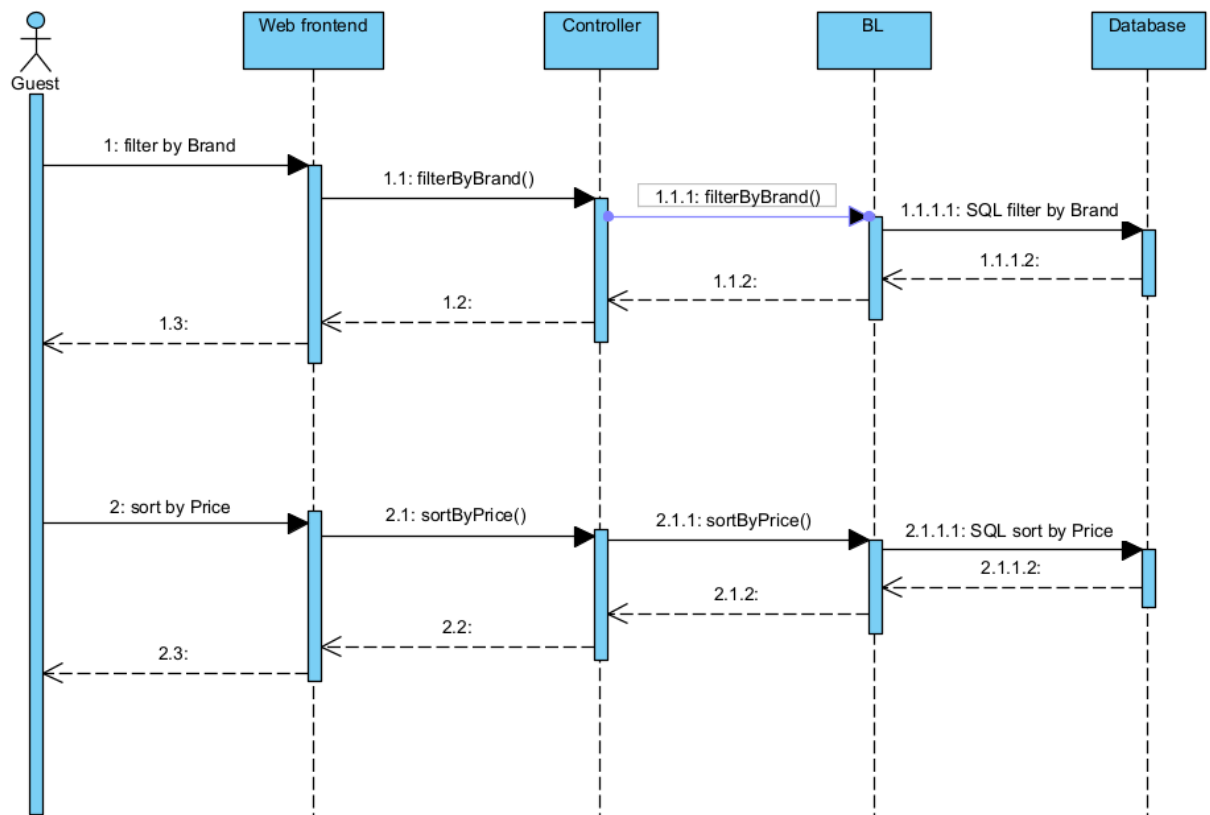 Web frontend
Controller
BL
Database
Guest
1: filter by Brand
1.1: filterByBrand()
1.1.1: filterByBrand()
1.1.1.1: SQL filter by Brand
1.1.1.2:
1.1.2:
1.2:
1.3:
2: sort by Price
2.1: sortByPrice()
2.1.1: sortByPrice()
2.1.1.1: SQL sort by Price
2.1.1.2:
2.1.2:
2.2:
2.3: